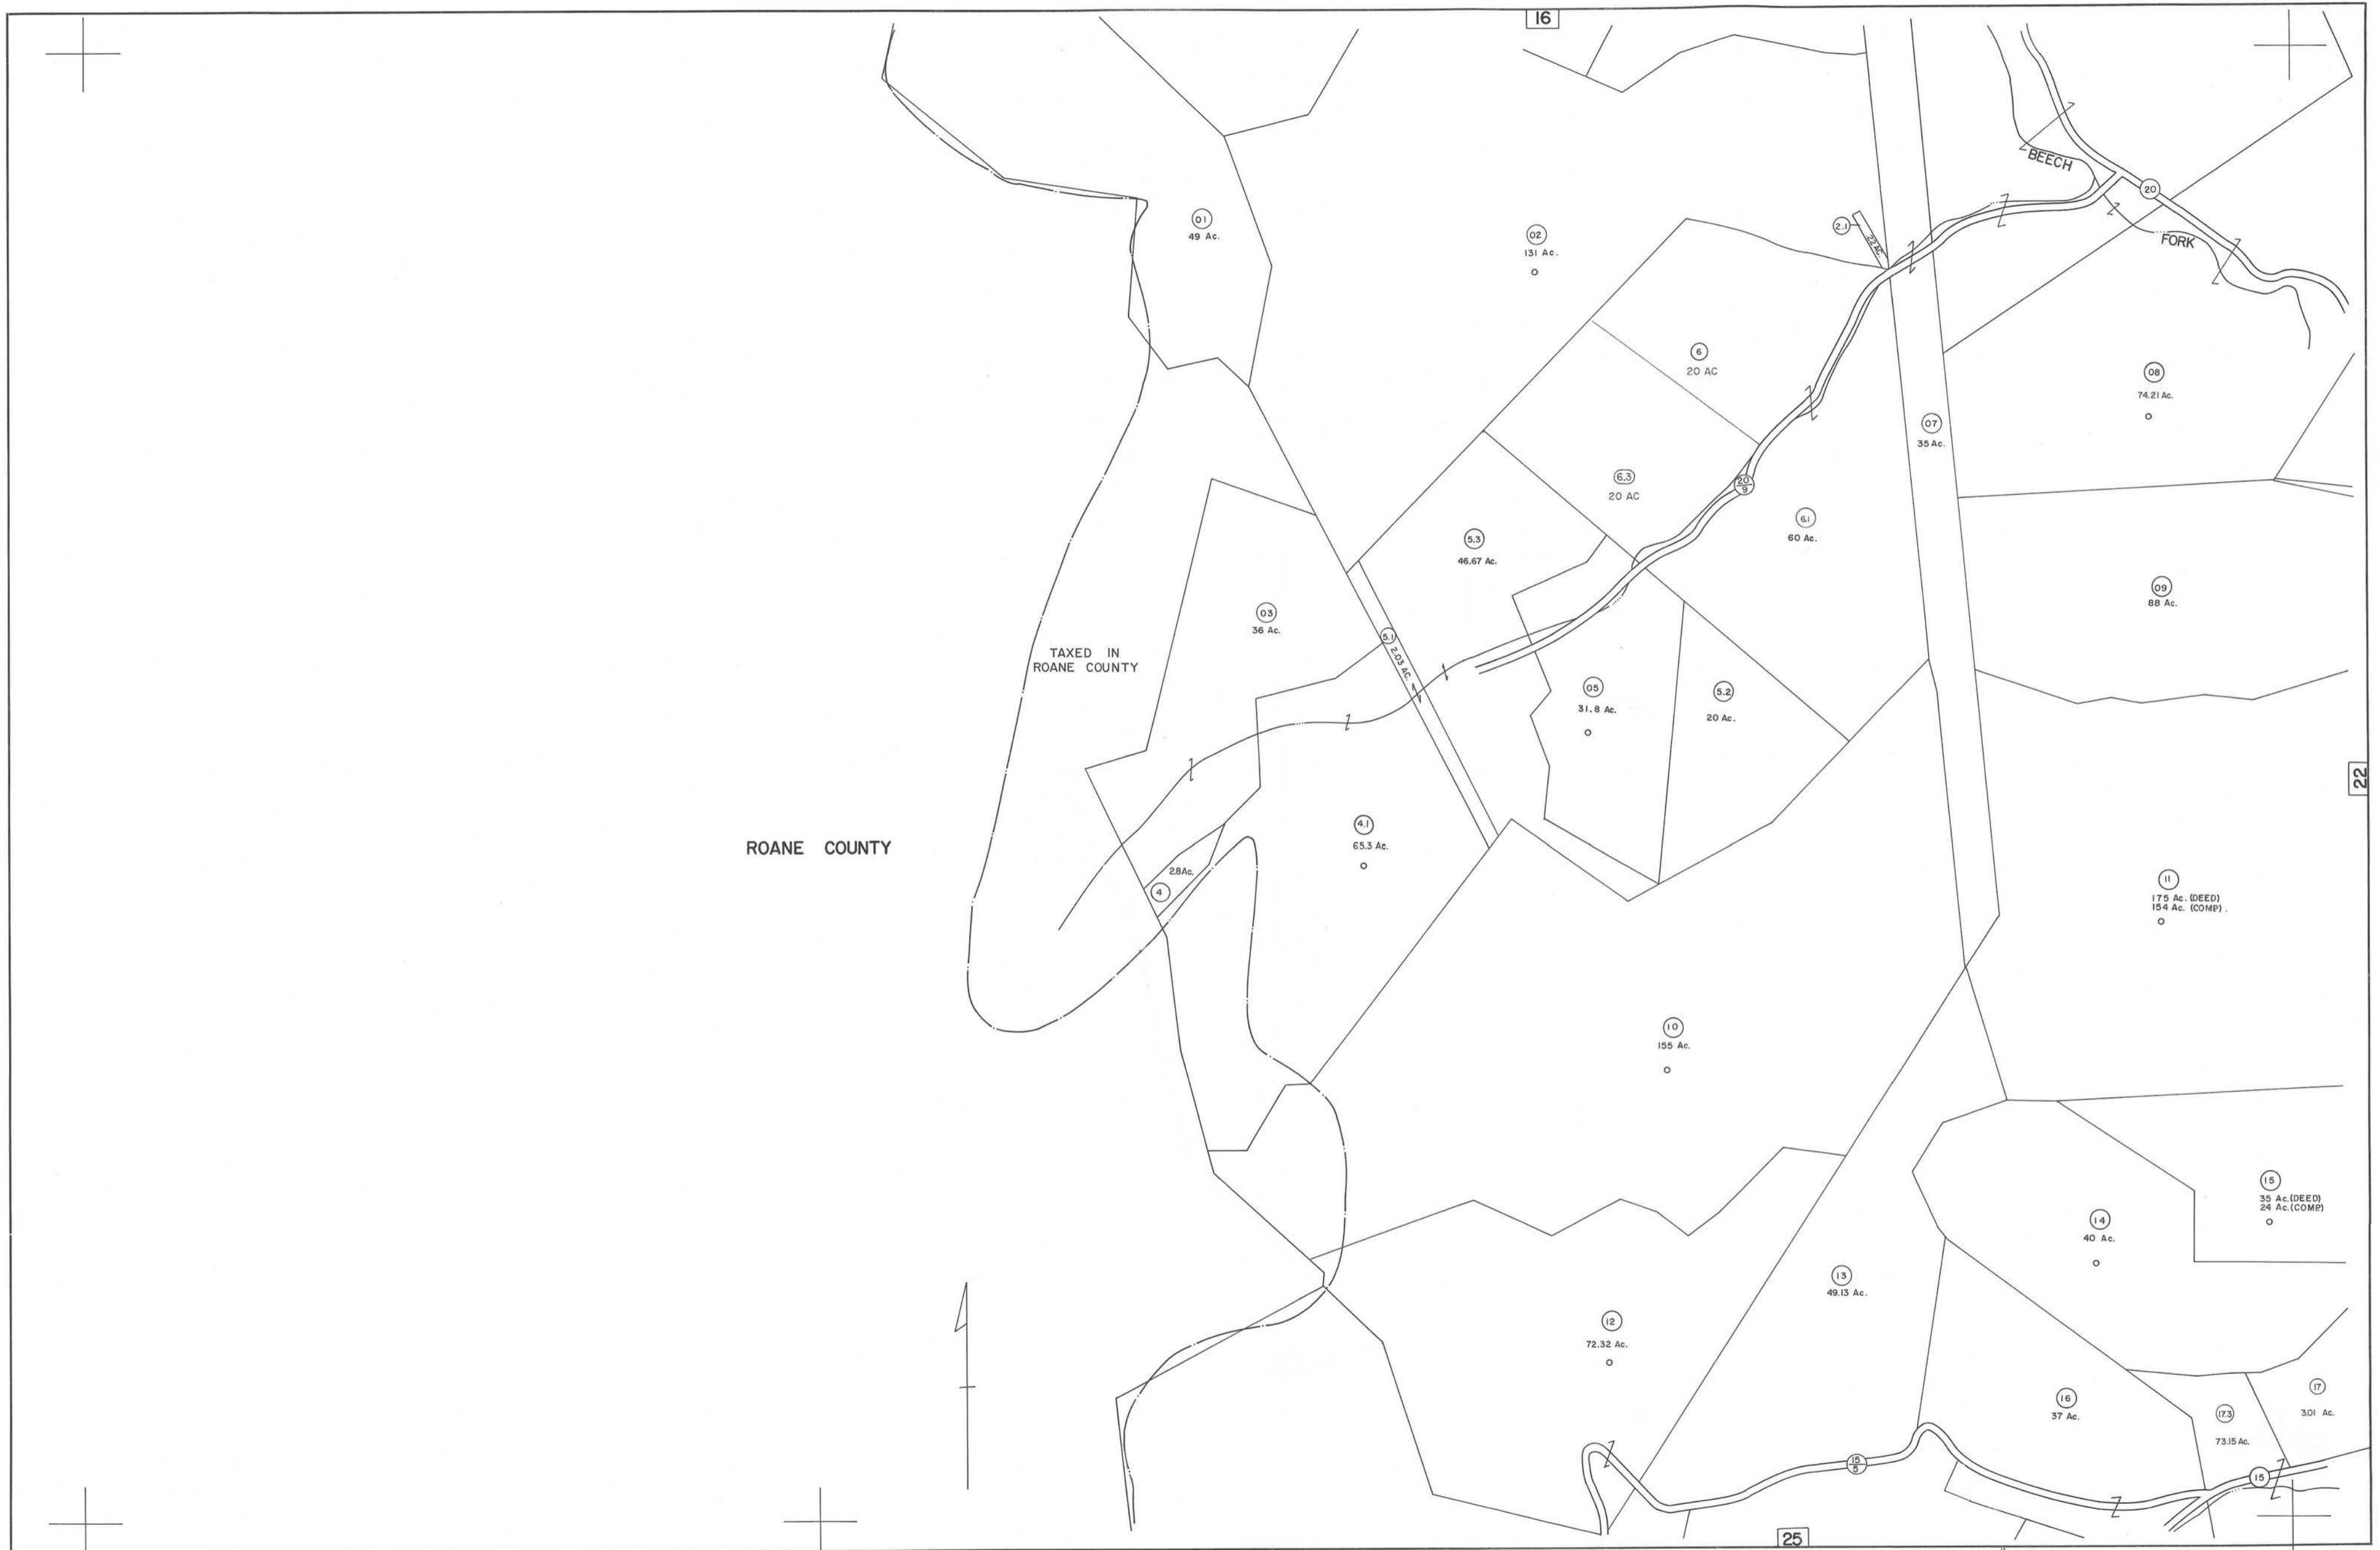 16
BEECH
20
FORK
01
49 Ac.
02
131 Ac.
2.1
.22 AC.
6
20 AC
08
74.21 Ac.
07
35 Ac.
6.3
20 AC
20
9
6.1
60 Ac.
5.3
46.67 Ac.
09
88 Ac.
03
36 Ac.
5.1
2.03 AC.
TAXED IN
ROANE COUNTY
05
31.8 Ac.
5.2
20 Ac.
22
4.1
65.3 Ac.
ROANE COUNTY
2.8 Ac.
4
11
175 Ac. (DEED)
154 Ac. (COMP).
10
155 Ac.
15
35 Ac. (DEED)
24 Ac. (COMP)
14
40 Ac.
13
49.13 Ac.
12
72.32 Ac.
16
37 Ac.
17
3.01 Ac.
17.3
73.15 Ac.
15
5
15
25